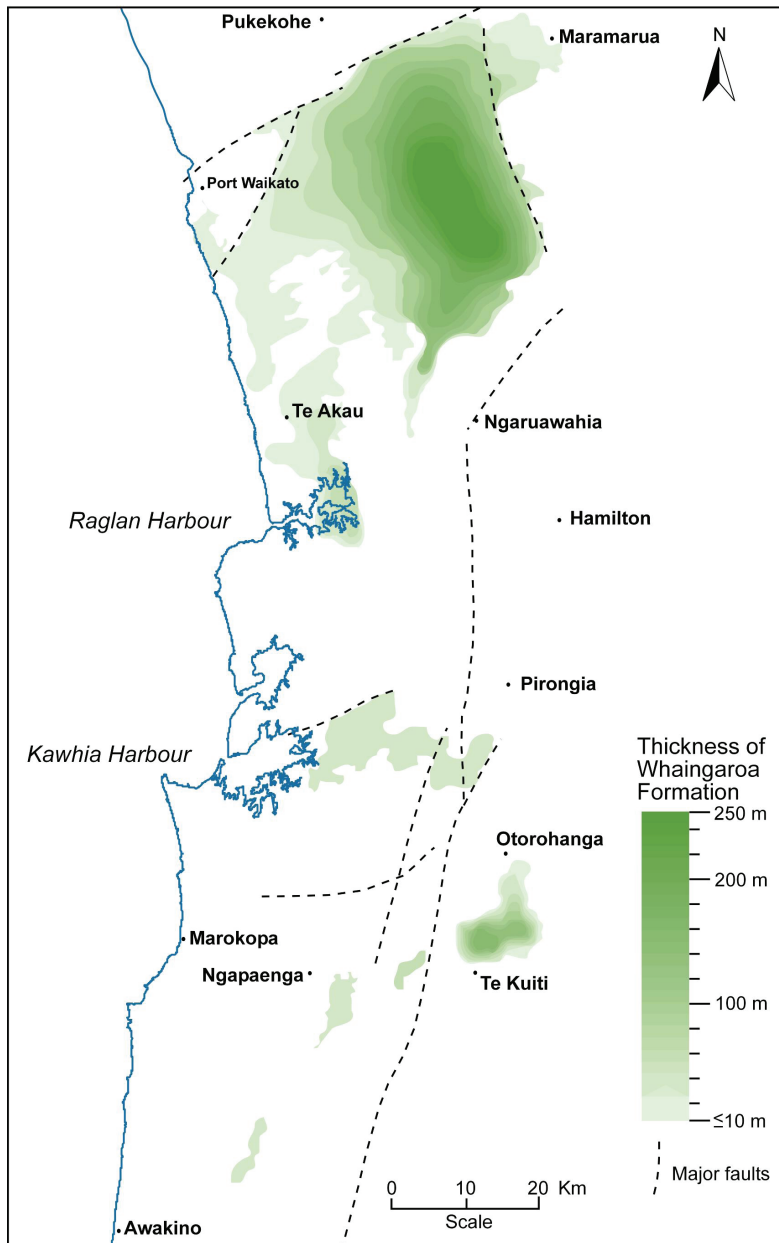 Pukekohe
Maramarua
N
Port Waikato
Te Akau
Ngaruawahia
Raglan Harbour
Hamilton
Pirongia
Kawhia Harbour
Thickness of
Whaingaroa
Formation
250 m
200 m
100 m
≤10 m
Otorohanga
Marokopa
Ngapaenga
Te Kuiti
Major faults
0 10 20 Km
Scale
Awakino